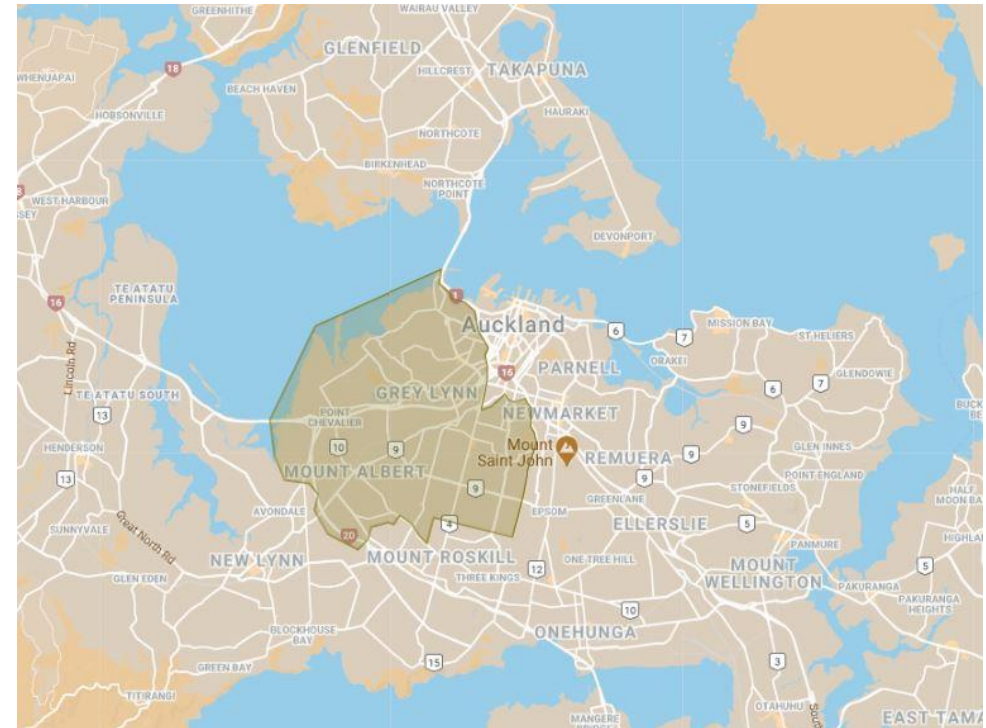 GREENHITHE
WAIRAU VALLEY
GLENFIELD
18
HILLCREST
TAKAPUNA
WHENUAPAI
BEACH HAVEN
HOBSONVILLE
HAURAKI
NORTHCOTE
BIRKENHEAD
NORTHCOTE
POINT
WEST HARBOUR
SSEY
DEVONPORT
TE ATATU
PENINSULA
16
1
Auckland
6
7
MISSION BAY
ST HELIERS
Lincoln Rd
ORAKEI
16
PARNELL
GLENDOWIE
TE ATATU SOUTH
6
7
GREY LYNN
13
POINT
CHEVALIER
NEWMARKET
9
HENDERSON
10
9
Mount
Saint John
REMUERA
9
GLEN INNES
13
MOUNT ALBERT
9
POINT ENGLAND
STONEFIELDS
9
GREENLANE
HALF
MOON BA
SUNNYVALE
Great North Rd
AVONDALE
EPSOM
4
ELLERSLIE
5
20
PANMURE
HIGHLAN
NEW LYNN
MOUNT ROSKILL
ONE TREE HILL
MOUNT
WELLINGTON
5
GLEN EDEN
THREE KINGS
12
PAKURANGA
PAKURANGA
HEIGHTS
10
BLOCKHOUSE
BAY
ONEHUNGA
GREEN BAY
15
3
TITIRANGI
OTAHUHU
MANGERE
EAST TAMA